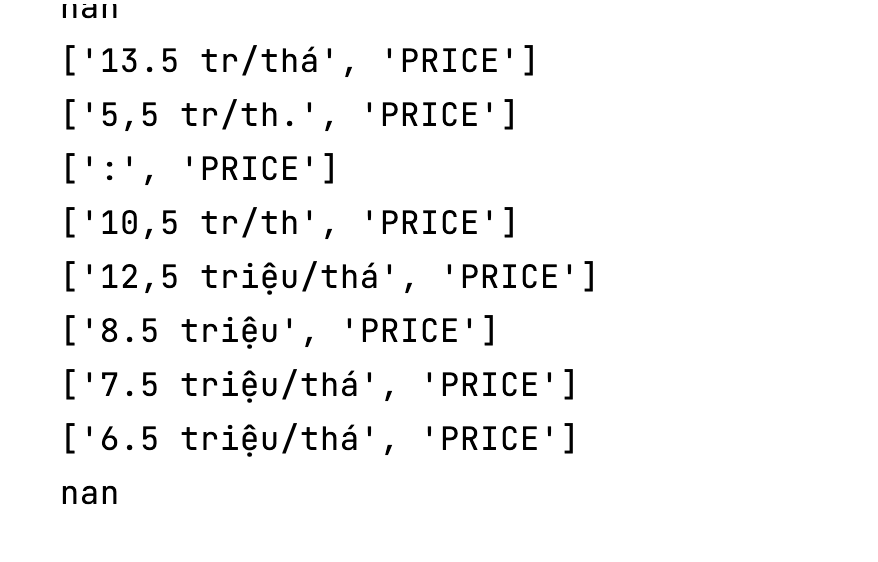 nan
['13.5 tr/thá', 'PRICE']
['5,5 tr/th.', 'PRICE']
[':', 'PRICE']
['10,5 tr/th', 'PRICE']
['12,5 triệu/thá', 'PRICE']
['8.5 triệu', 'PRICE']
['7.5 triệu/thá', 'PRICE']
['6.5 triệu/thá', 'PRICE']
nan